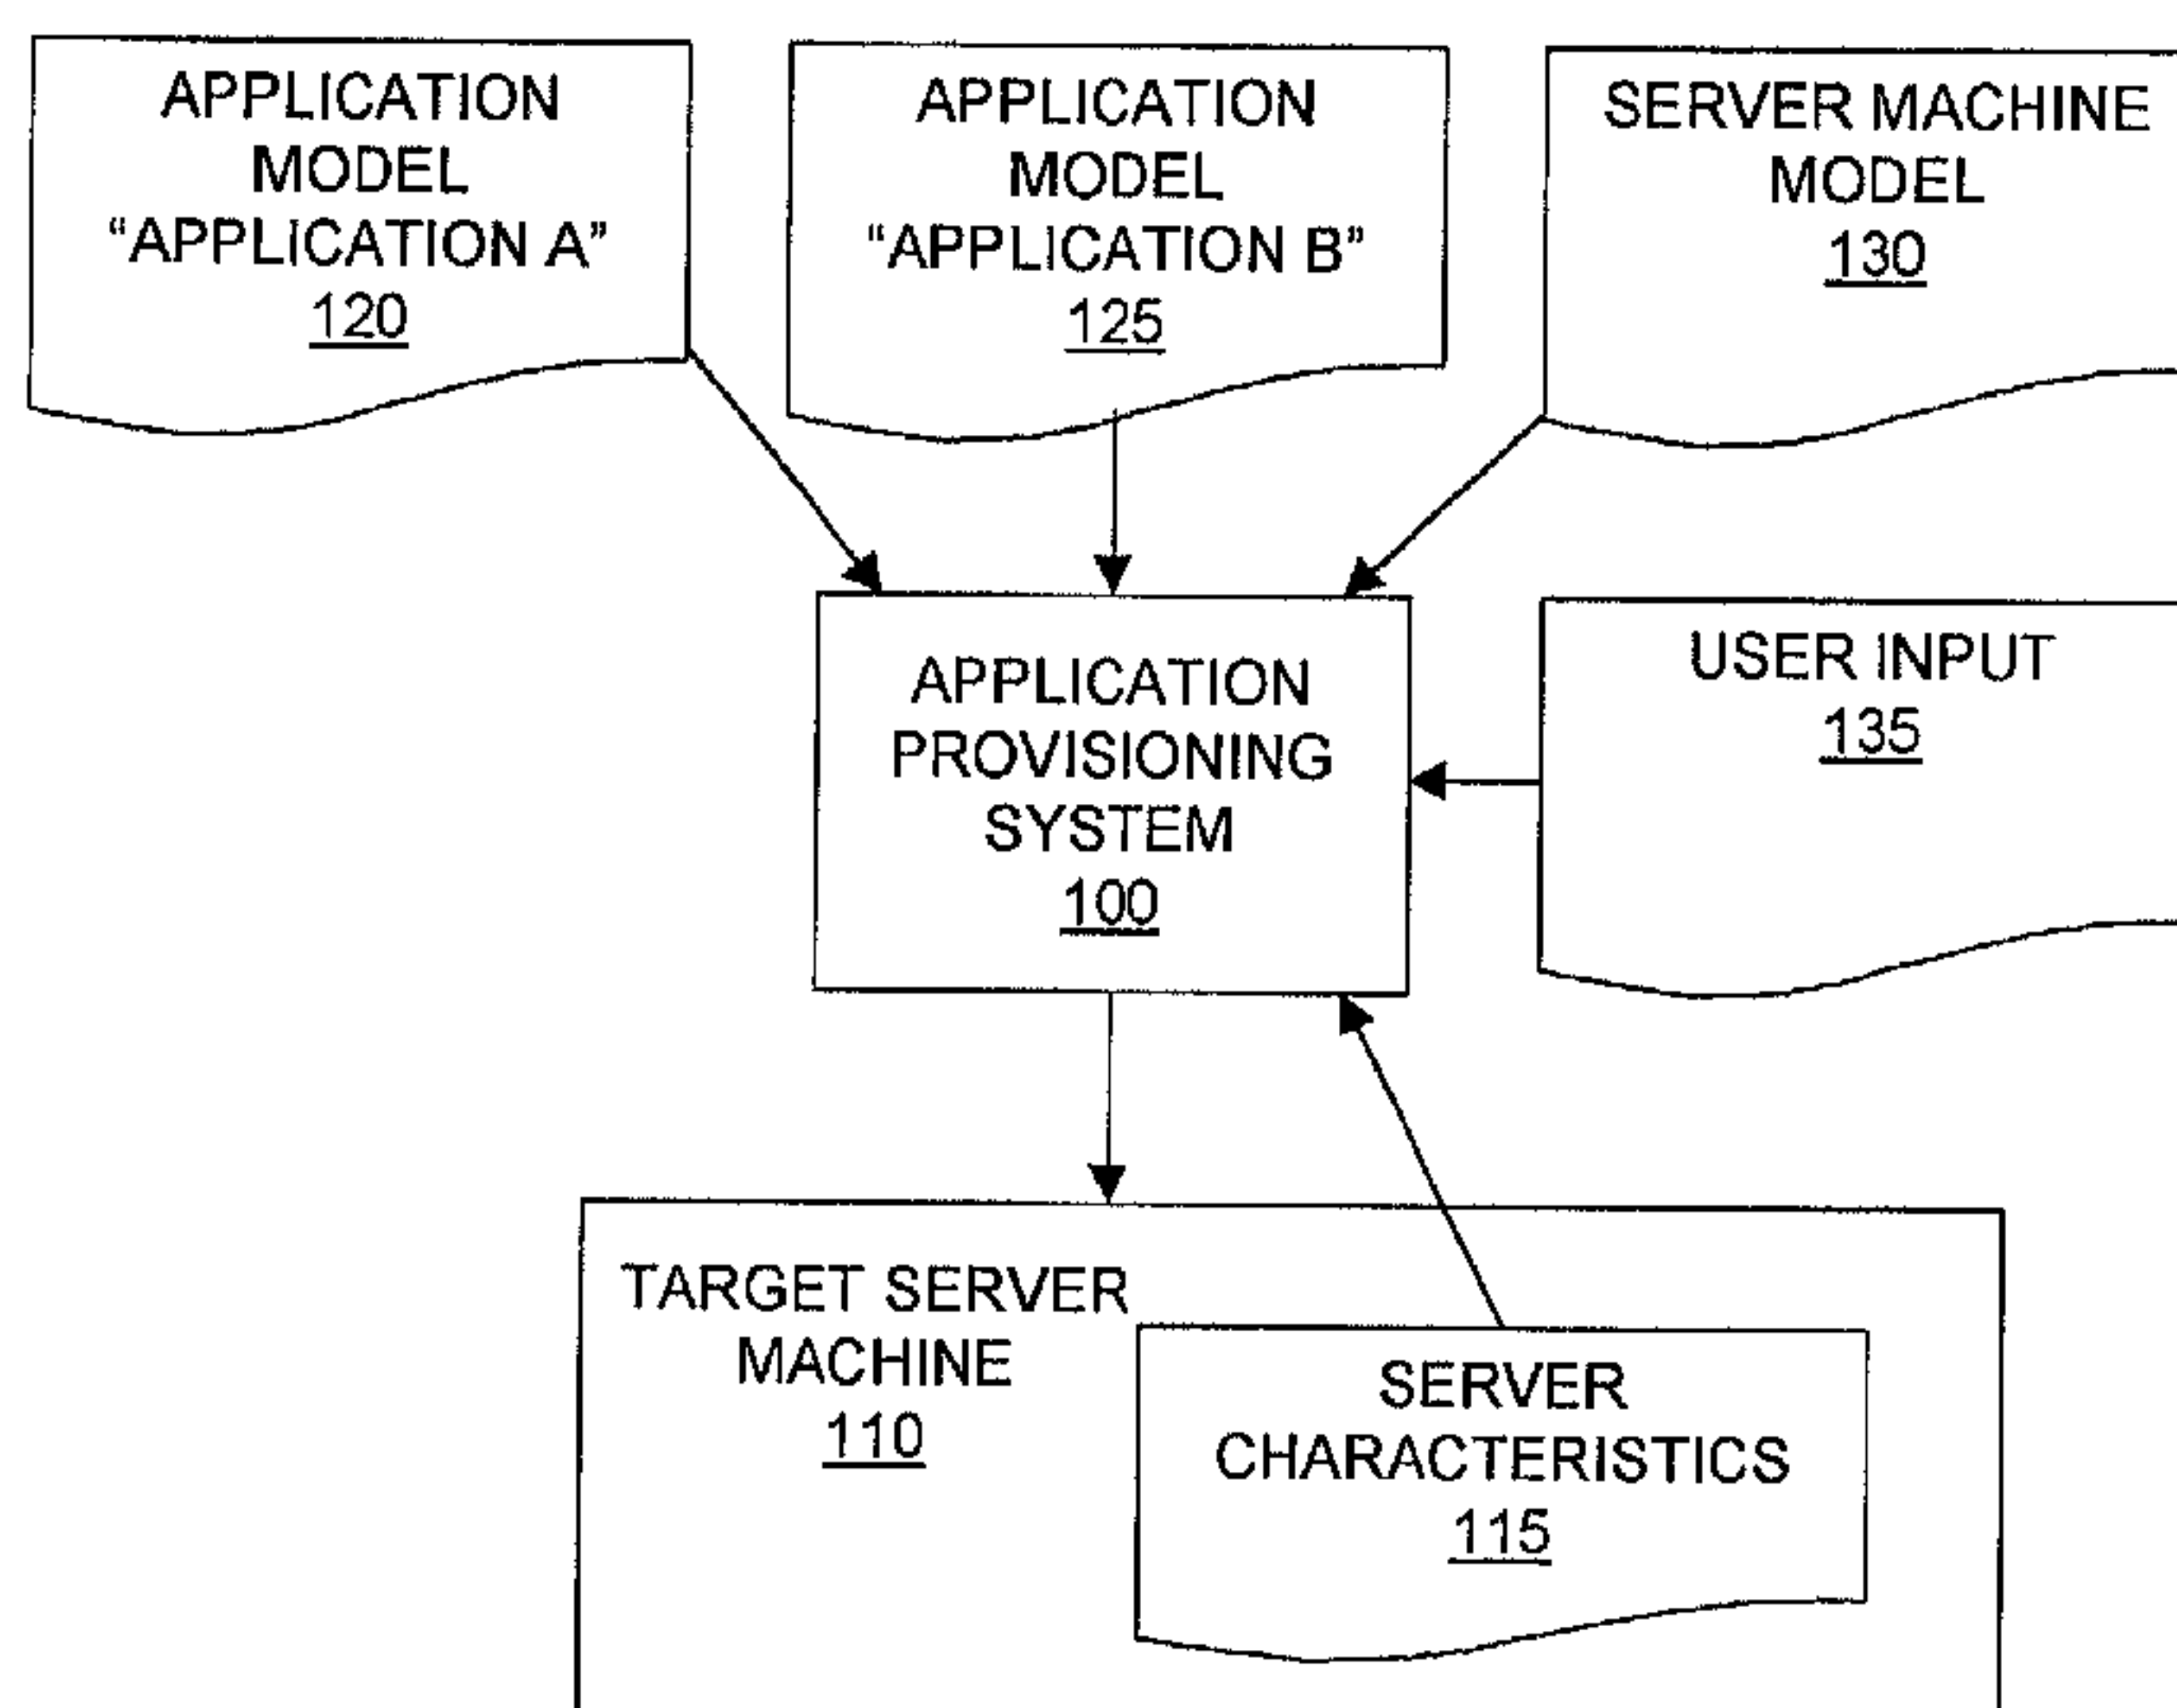 APPLICATION
MODEL
“APPLICATION A”
120
APPLICATION
MODEL
“APPLICATION B”
125
SERVER MACHINE
MODEL
130
APPLICATION
PROVISIONING
SYSTEM
100
USER INPUT
135
TARGET SERVER
MACHINE
110
SERVER
CHARACTERISTICS
115